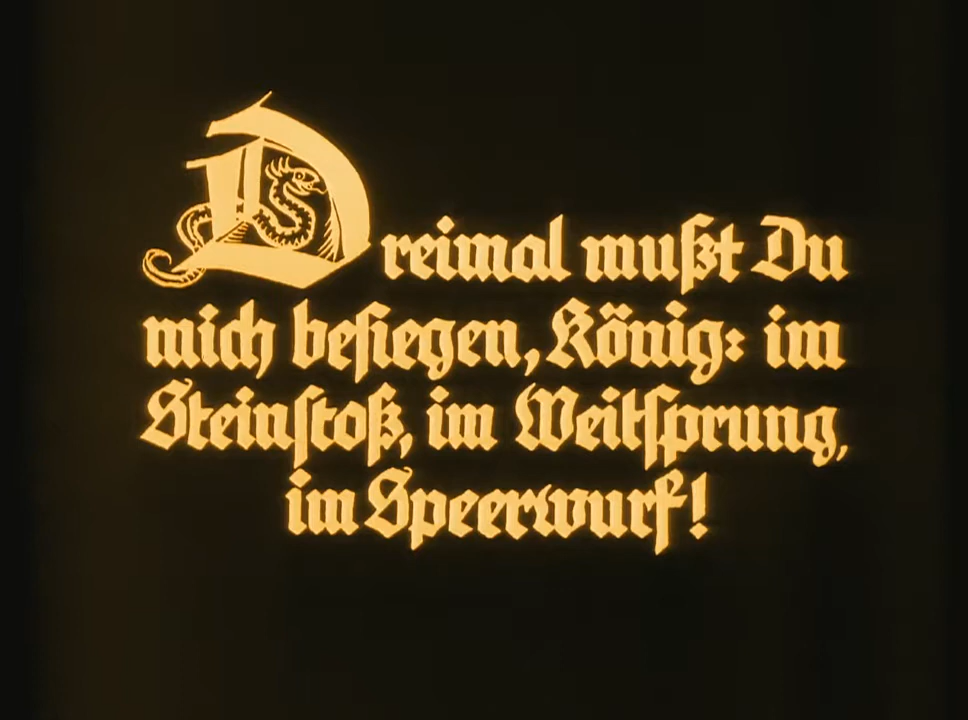 Dreimal mußt Du
mich besiegen, König: im
Steinstoß, im Weitsprung,
im Speerwurf!